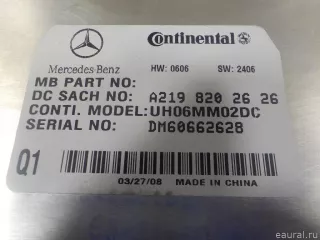 Continental
Mercedes-Benz HW: 0606 SW: 2406
MB PART NO:
DC SACH NO: A219 820 26 26
CONTI. MODEL: UH06MM02DC
SERIAL NO: DM60662628
Q1 03/27/08 MADE IN CHINA
eaural.ru